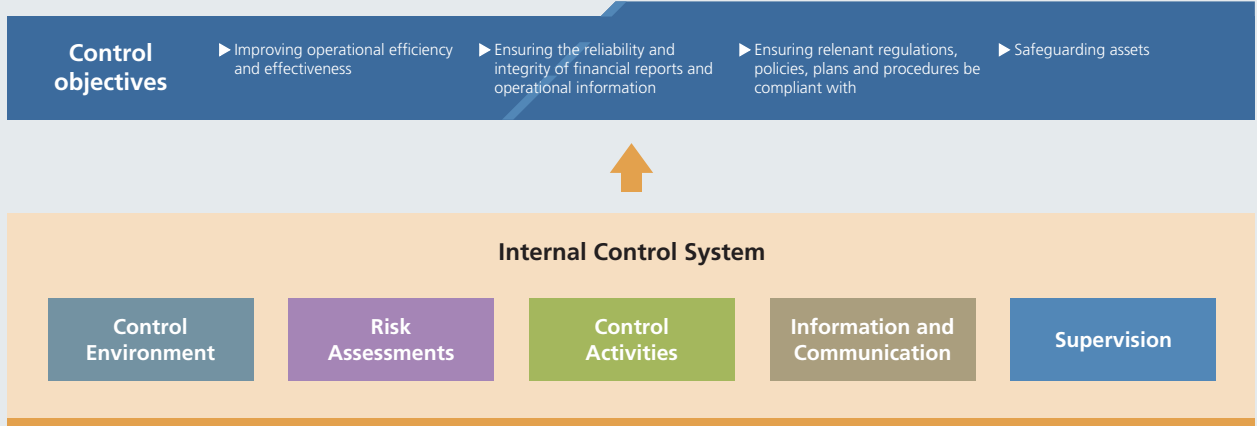 Control
objectives
▶ Improving operational efficiency
and effectiveness
▶ Ensuring the reliability and
integrity of financial reports and
operational information
▶ Ensuring relenant regulations,
policies, plans and procedures be
compliant with
▶ Safeguarding assets
Internal Control System
Control
Environment
Risk
Assessments
Control
Activities
Information and
Communication
Supervision